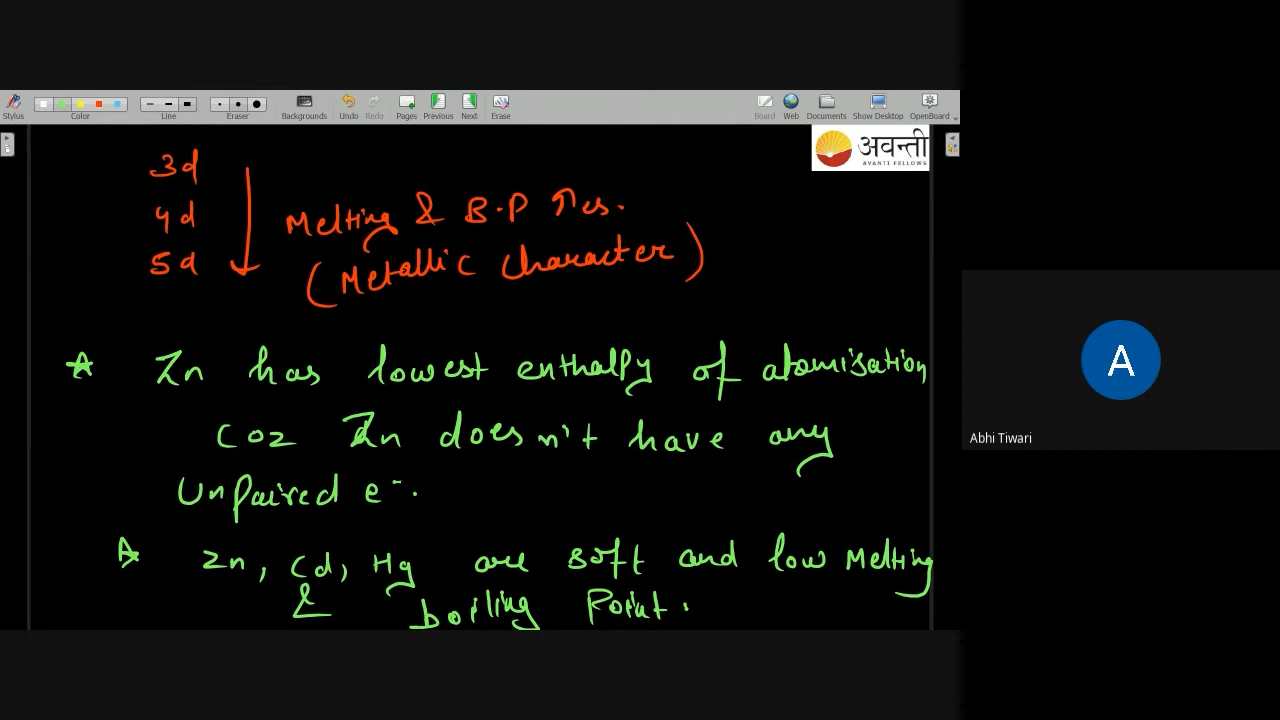 Stylus Color Line Eraser Backgrounds Undo Redo Pages Previous Next Erase Board Web Documents Show Desktop OpenBoard
अवन्ती
AVANTI FELLOWS
3d
4d
5d
Melting & B.P ↑es.
(Metallic character)
☆ Zn has lowest enthalpy of atomisation
coz Zn doesn't have any
Unpaired e⁻.
☆ Zn, Cd, Hg are soft and low Melting
& boiling Point.
A
Abhi Tiwari